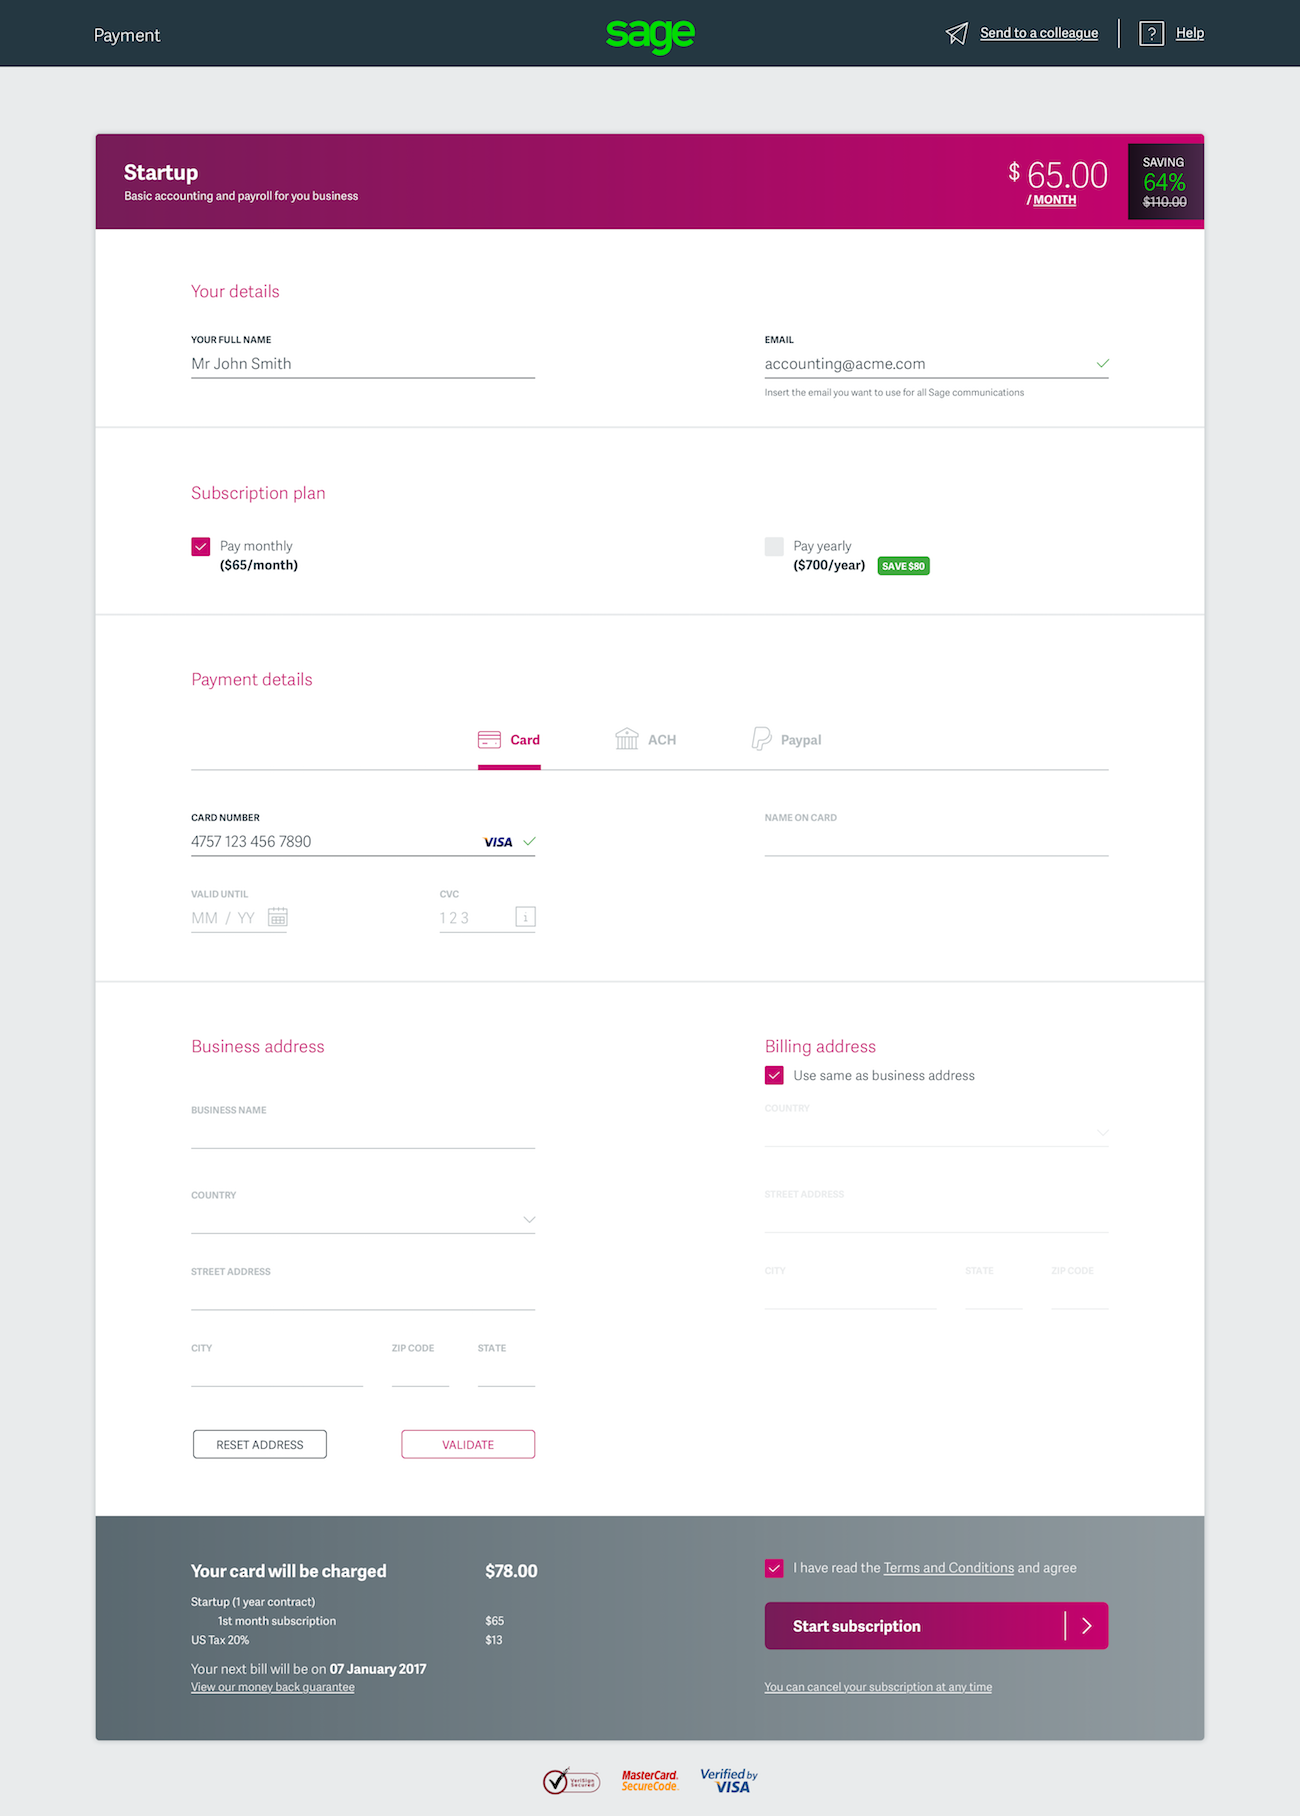 Payment
sage
Send to a colleague
?
Help
Startup
Basic accounting and payroll for you business
$ 65.00
/ MONTH
SAVING
64%
$110.00
Your details
YOUR FULL NAME
Mr John Smith
EMAIL
accounting@acme.com
Insert the email you want to use for all Sage communications
Subscription plan
Pay monthly
($65/month)
Pay yearly
($700/year)
SAVE $80
Payment details
Card
ACH
Paypal
CARD NUMBER
4757 123 456 7890
VISA
NAME ON CARD
VALID UNTIL
MM / YY
CVC
1 2 3
i
Business address
BUSINESS NAME
COUNTRY
STREET ADDRESS
CITY
ZIP CODE
STATE
RESET ADDRESS
VALIDATE
Billing address
Use same as business address
COUNTRY
STREET ADDRESS
CITY
STATE
ZIP CODE
Your card will be charged
$78.00
Startup (1 year contract)
1st month subscription
$65
US Tax 20%
$13
Your next bill will be on 07 January 2017
View our money back guarantee
I have read the Terms and Conditions and agree
Start subscription
You can cancel your subscription at any time
VeriSign
Secured
MasterCard.
SecureCode.
Verified by
VISA